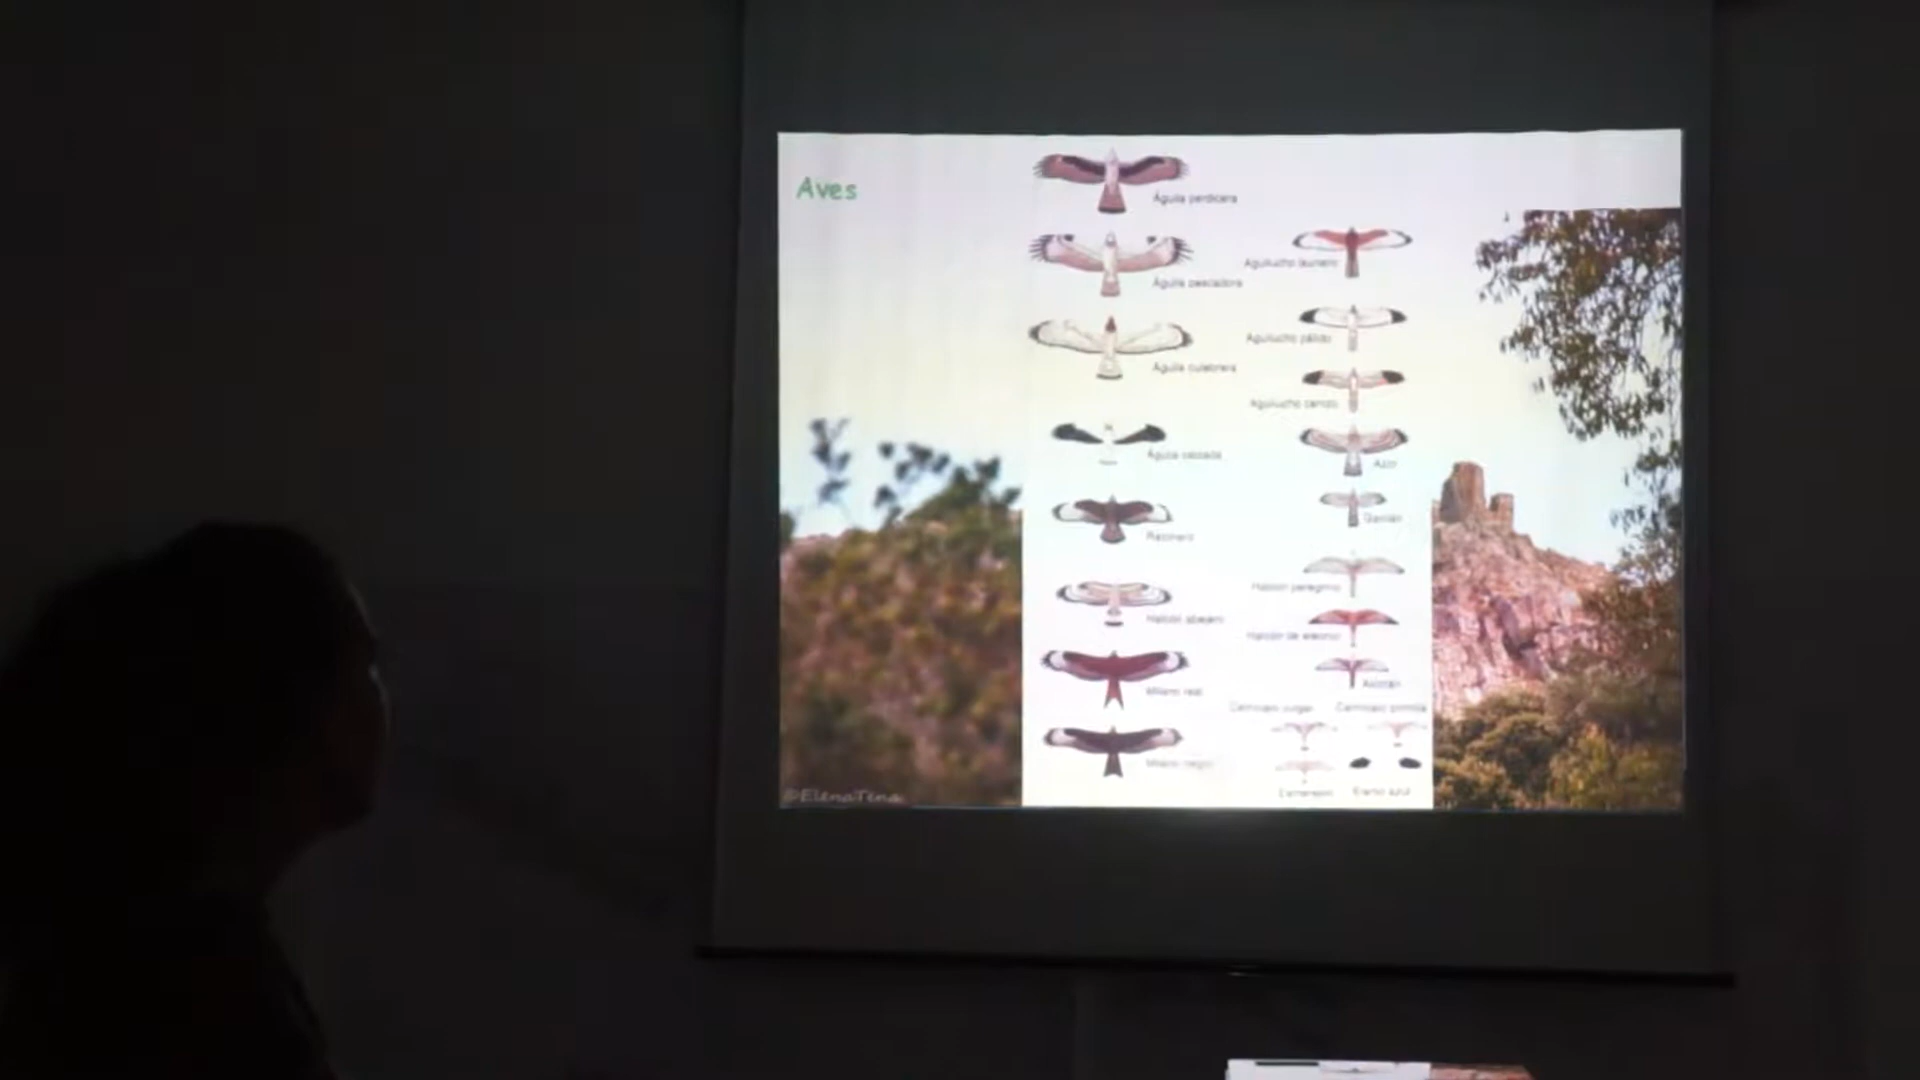 Aves
Águila perdicera
Águila pescadora
Águila culebrera
Águila calzada
Ratonero
Halcón abejero
Milano real
Milano negro
Aguilucho lagunero
Aguilucho pálido
Aguilucho cenizo
Azor
Gavilán
Halcón peregrino
Halcón de eleonor
Alcotán
Cernícalo vulgar
Cernícalo primilla
Esmerejón
Elanio azul
@ElenaTena